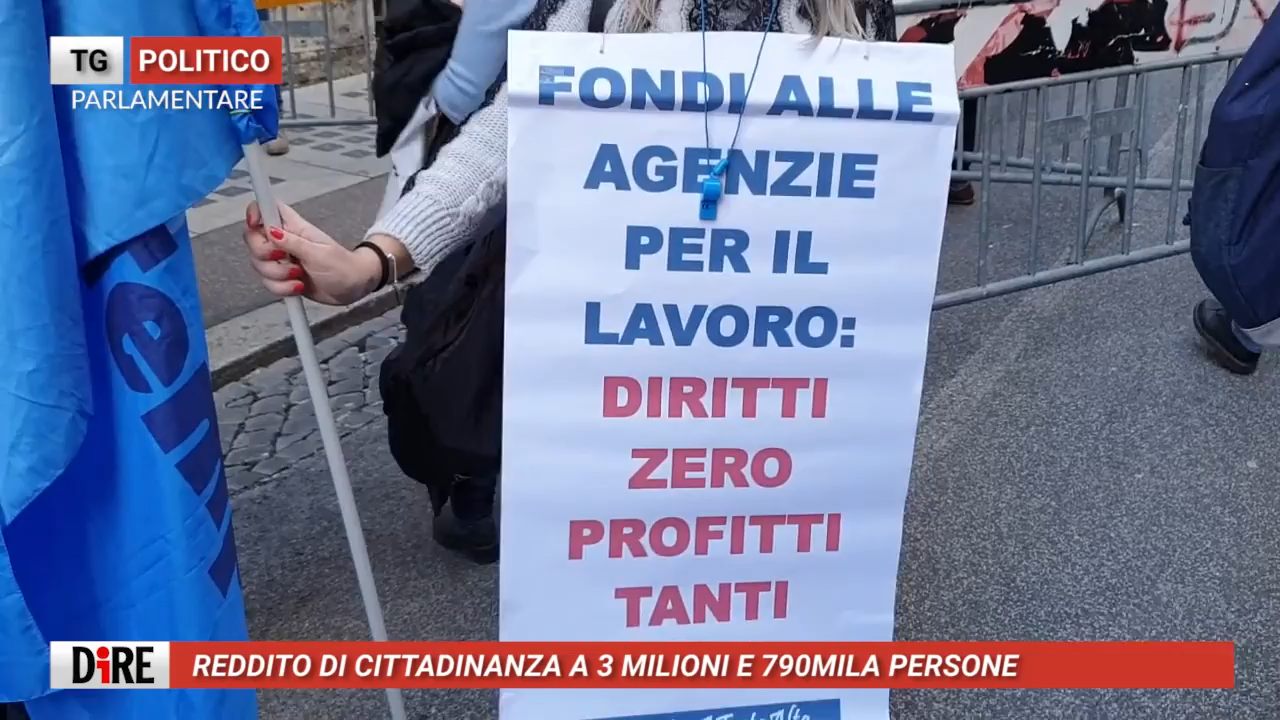 TG POLITICO
PARLAMENTARE
FONDI ALLE
AGENZIE
PER IL
LAVORO:
DIRITTI
ZERO
PROFITTI
TANTI
DiRE
REDDITO DI CITTADINANZA A 3 MILIONI E 790MILA PERSONE